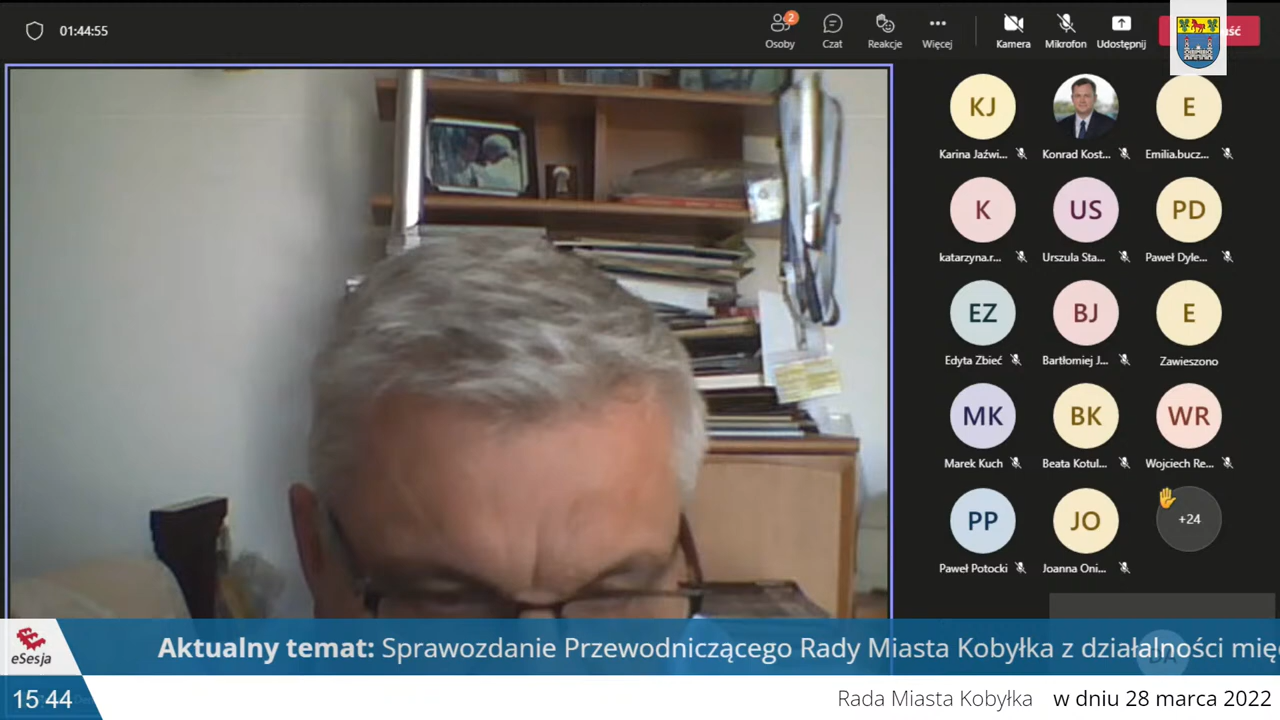 01:44:55
2
Osoby
Czat
Reakcje
Więcej
Kamera
Mikrofon
Udostępnij
KJ
E
Karina Jaźwi...
Konrad Kost...
Emilia.bucz...
K
US
PD
katarzyna.r...
Urszula Sta...
Paweł Dyle...
EZ
BJ
E
Edyta Zbieć
Bartłomiej J...
Zawieszono
MK
BK
WR
Marek Kuch
Beata Kotul...
Wojciech Re...
PP
JO
+24
Paweł Potocki
Joanna Oni...
eSesja
Aktualny temat: Sprawozdanie Przewodniczącego Rady Miasta Kobyłka z działalności mię
15:44
Rada Miasta Kobyłka w dniu 28 marca 2022